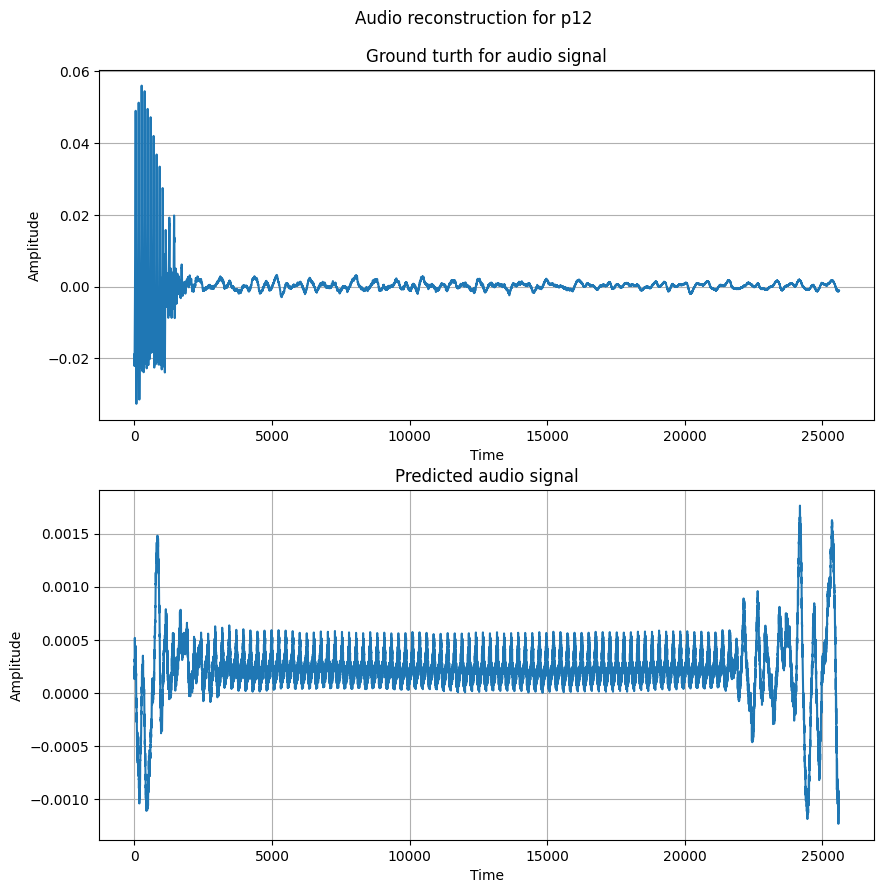 Audio reconstruction for p12
Ground turth for audio signal
Amplitude
0.06
0.04
0.02
0.00
−0.02
0 5000 10000 15000 20000 25000
Time
Predicted audio signal
Amplitude
0.0015
0.0010
0.0005
0.0000
−0.0005
−0.0010
0 5000 10000 15000 20000 25000
Time